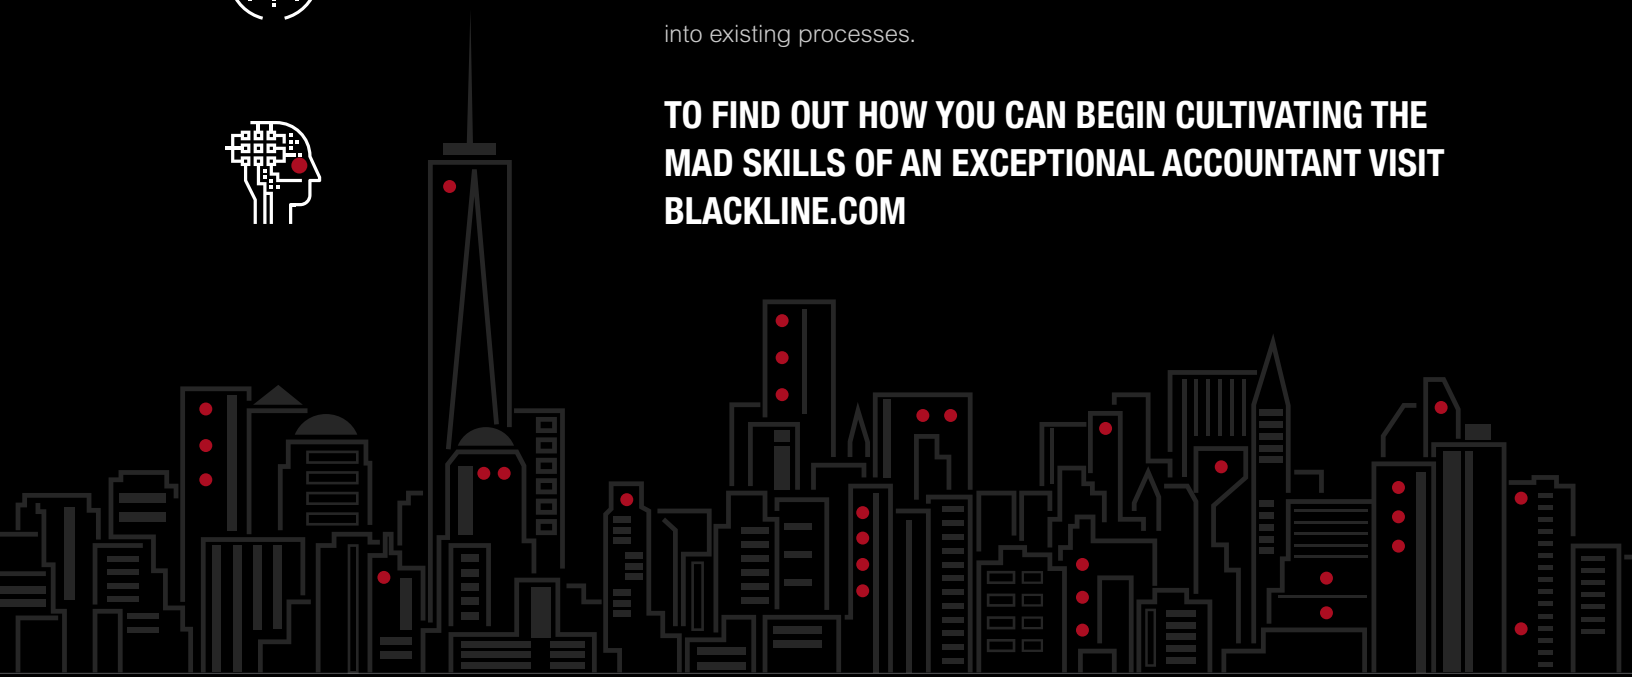 into existing processes.
TO FIND OUT HOW YOU CAN BEGIN CULTIVATING THE
MAD SKILLS OF AN EXCEPTIONAL ACCOUNTANT VISIT
BLACKLINE.COM